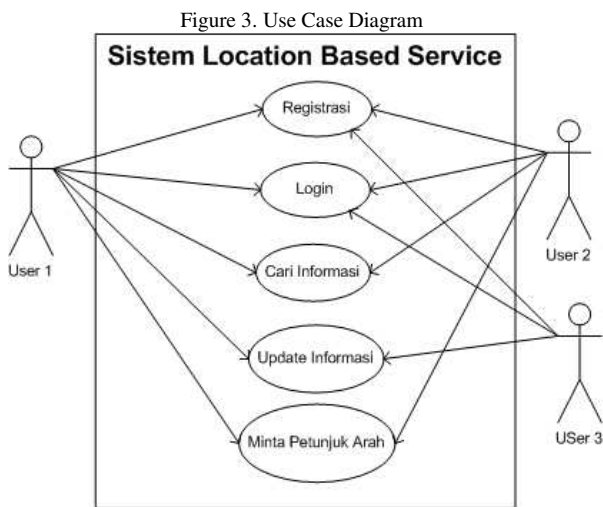 Figure 3. Use Case Diagram
Sistem Location Based Service
Registrasi
Login
Cari Informasi
Update Informasi
Minta Petunjuk Arah
User 1
User 2
USer 3